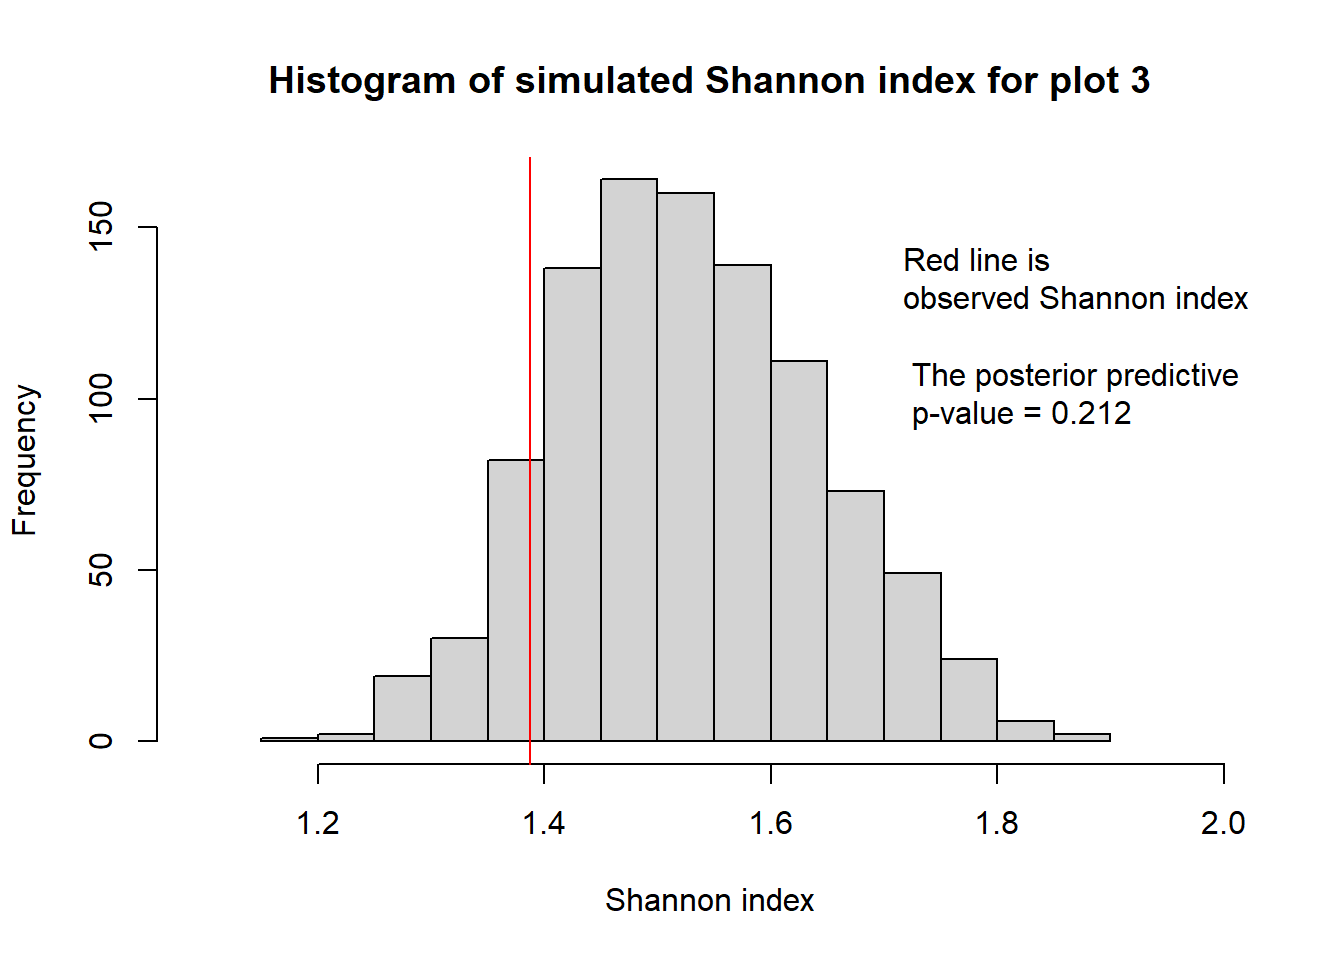 Histogram of simulated Shannon index for plot 3
Red line is
observed Shannon index
The posterior predictive
p-value = 0.212
Frequency
150
100
50
0
1.2 1.4 1.6 1.8 2.0
Shannon index